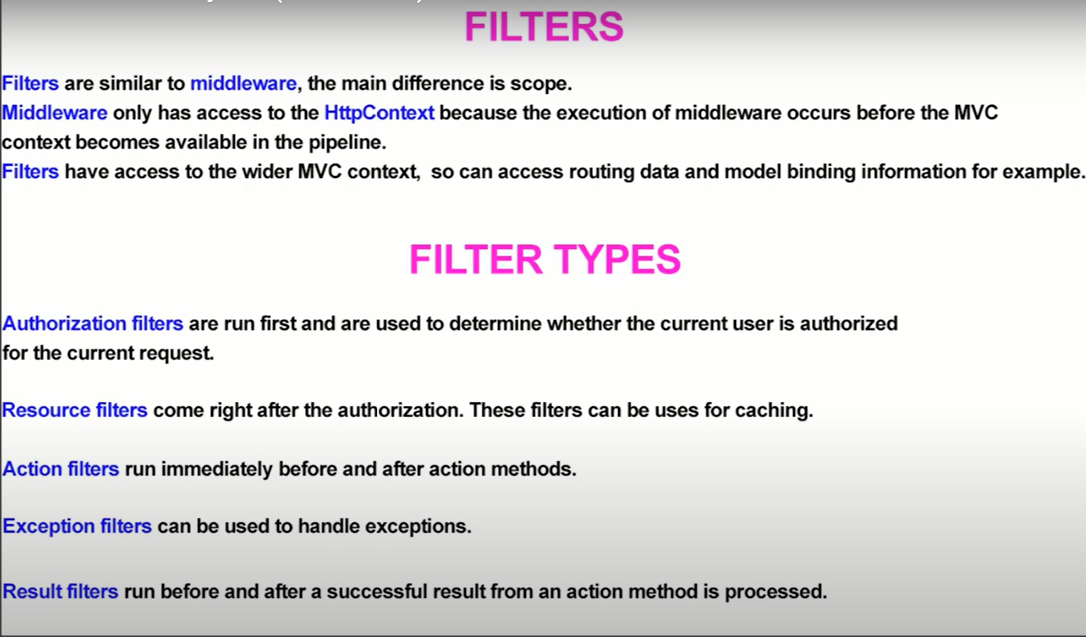 FILTERS
Filters are similar to middleware, the main difference is scope.
Middleware only has access to the HttpContext because the execution of middleware occurs before the MVC
context becomes available in the pipeline.
Filters have access to the wider MVC context, so can access routing data and model binding information for example.
FILTER TYPES
Authorization filters are run first and are used to determine whether the current user is authorized
for the current request.
Resource filters come right after the authorization. These filters can be uses for caching.
Action filters run immediately before and after action methods.
Exception filters can be used to handle exceptions.
Result filters run before and after a successful result from an action method is processed.